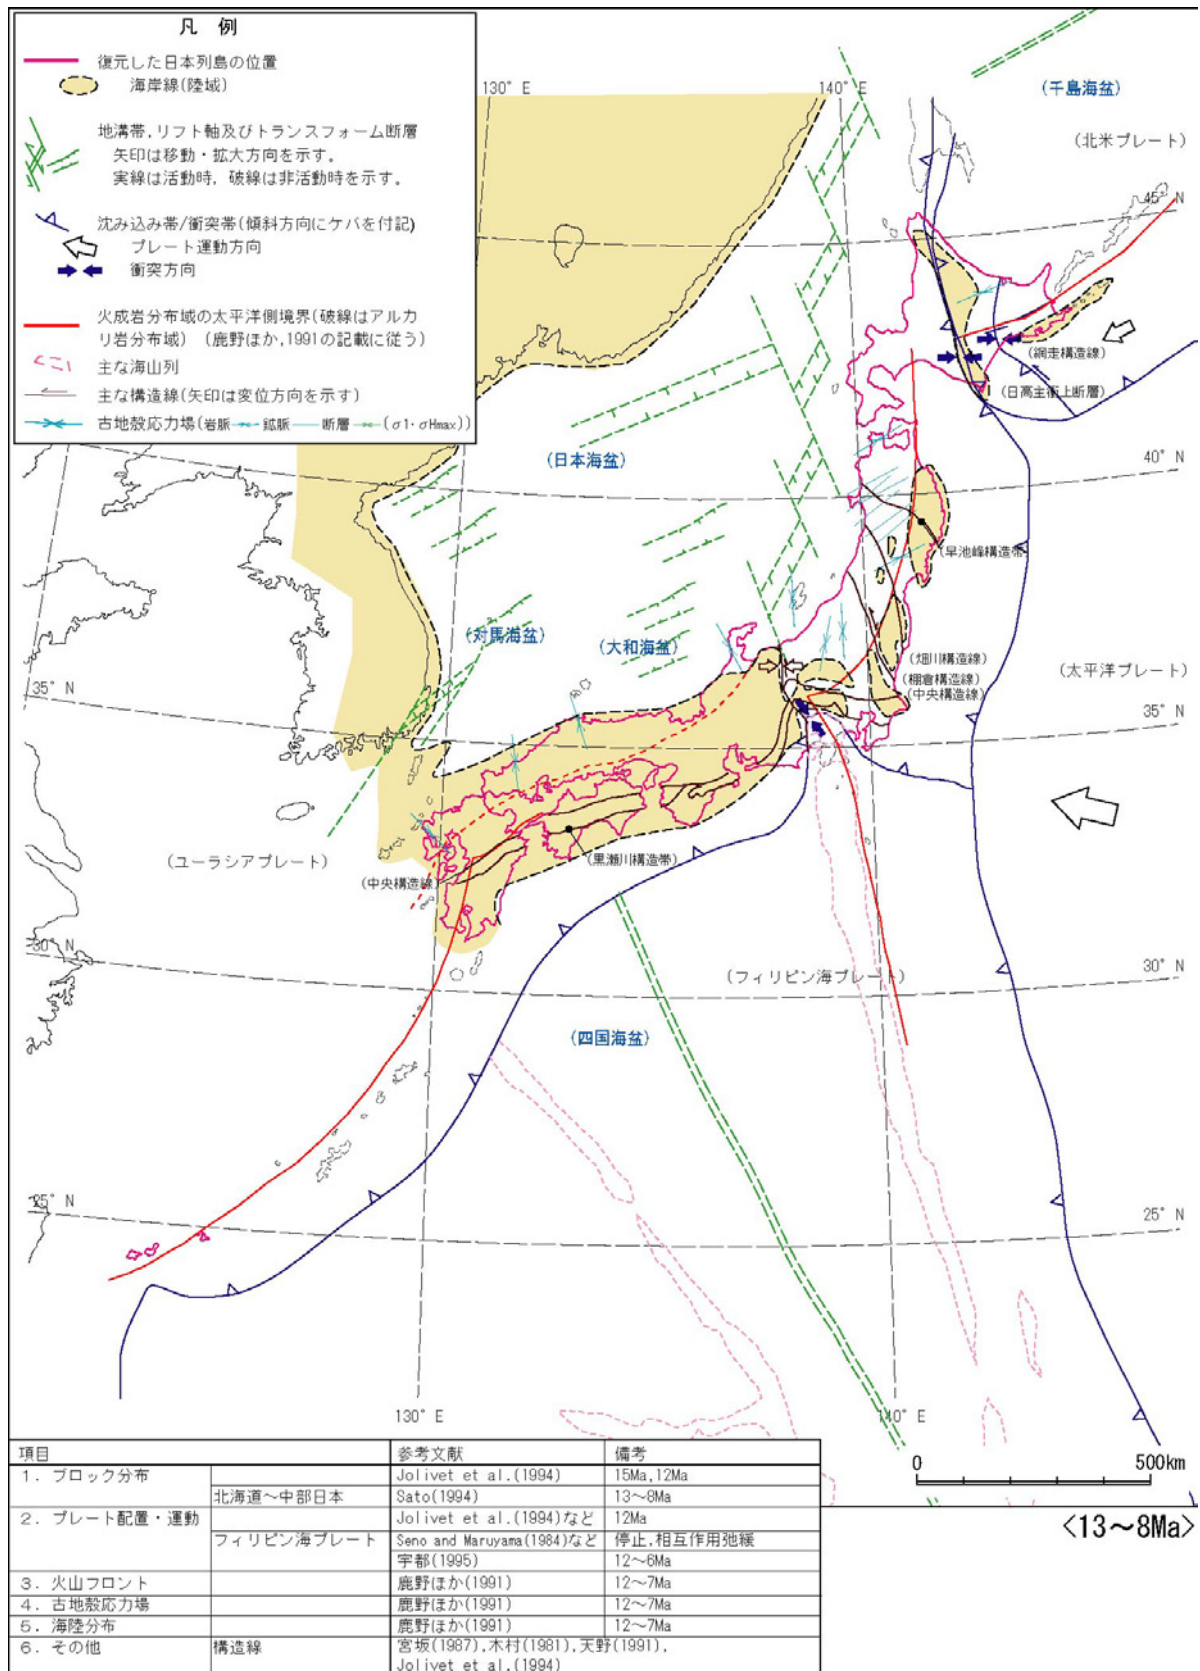 凡 例
復元した日本列島の位置
海岸線(陸域)
地溝帯,リフト軸及びトランスフォーム断層
矢印は移動・拡大方向を示す。
実線は活動時, 破線は非活動時を示す。
沈み込み帯/衝突帯(傾斜方向にケバを付記)
プレート運動方向
衝突方向
火成岩分布域の太平洋側境界(破線はアルカ
リ岩分布域) (鹿野ほか,1991の記載に従う)
主な海山列
主な構造線(矢印は変位方向を示す)
古地殻応力場(岩脈 鉱脈 断層 (σ1・σHmax))
130° E
140° E
(千島海盆)
(北米プレート)
45° N
(網走構造線)
(日高主衝上断層)
40° N
(日本海盆)
(早池峰構造帯)
(対馬海盆)
(大和海盆)
(畑川構造線)
(棚倉構造線)
(中央構造線)
(太平洋プレート)
35° N
35° N
(ユーラシアプレート)
(黒瀬川構造帯)
(中央構造線)
30° N
(フィリピン海プレート)
30° N
(四国海盆)
25° N
25° N
130° E
140° E
0 500km
<13~8Ma>
項目 参考文献 備考
1. ブロック分布 Jolivet et al.(1994) 15Ma,12Ma
北海道~中部日本 Sato(1994) 13~8Ma
2. プレート配置・運動 Jolivet et al.(1994)など 12Ma
フィリピン海プレート Seno and Maruyama(1984)など 停止,相互作用弛緩
宇都(1995) 12~6Ma
3. 火山フロント 鹿野ほか(1991) 12~7Ma
4. 古地殻応力場 鹿野ほか(1991) 12~7Ma
5. 海陸分布 鹿野ほか(1991) 12~7Ma
6. その他 構造線 宮坂(1987),木村(1981),天野(1991),
Jolivet et al.(1994)